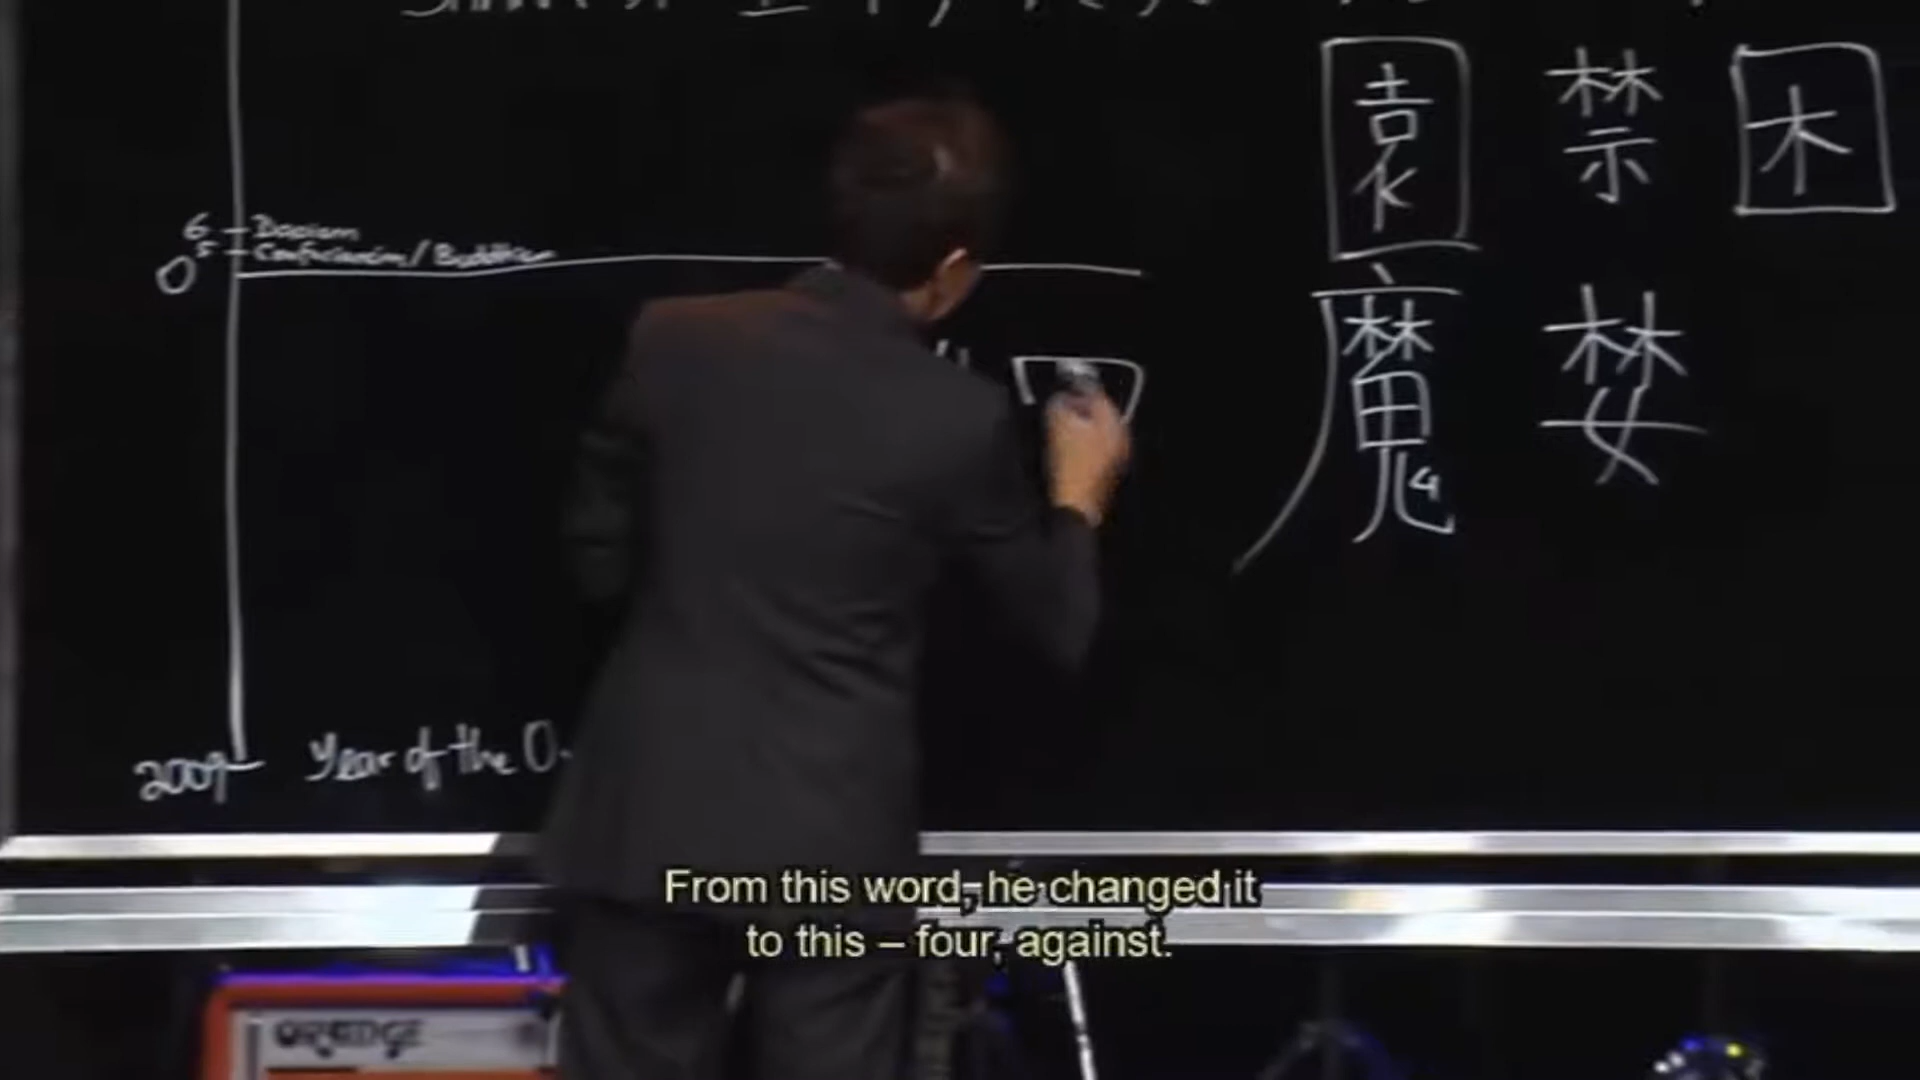 園 禁 困
6 - Daoism
5 - Confucianism / Buddhism
0
魔 婪
2009 Year of the O
From this word, he changed it
to this – four, against.
ORANGE